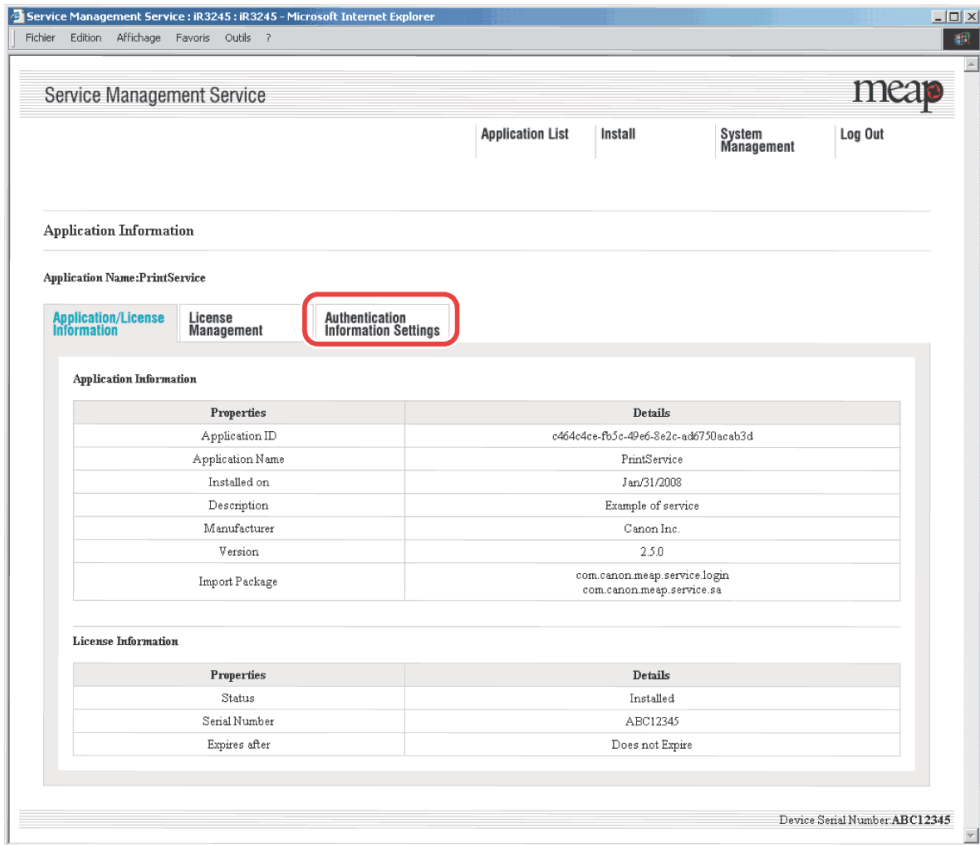 Service Management Service : iR3245 : iR3245 - Microsoft Internet Explorer
Fichier Edition Affichage Favoris Outils ?
Service Management Service
meap
Application List Install System Management Log Out
Application Information
Application Name:PrintService
Application/License Information
License Management
Authentication Information Settings
Application Information
Properties Details
Application ID c464c4ce-fb5c-49e6-8e2c-ad6750acab3d
Application Name PrintService
Installed on Jan/31/2008
Description Example of service
Manufacturer Canon Inc.
Version 2.5.0
Import Package com.canon.meap.service.login
com.canon.meap.service.sa
License Information
Properties Details
Status Installed
Serial Number ABC12345
Expires after Does not Expire
Device Serial Number:ABC12345